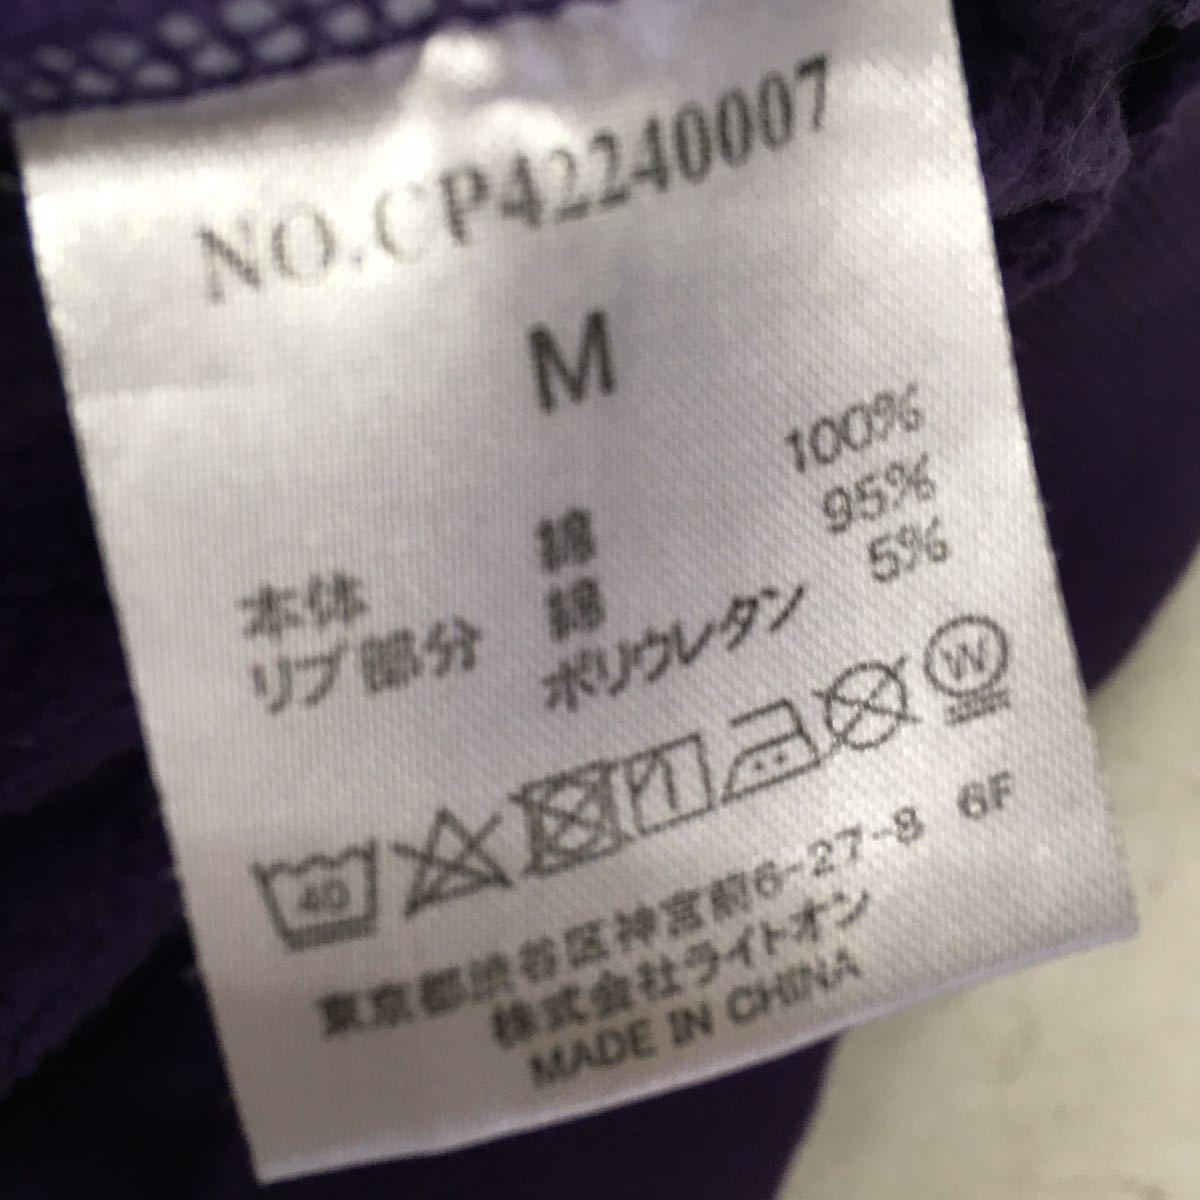 NO.CP42240007
M
本体 綿 100%
リブ部分 綿 95%
ポリウレタン 5%
40 W
東京都渋谷区神宮前6-27-8 6F
株式会社ライトオン
MADE IN CHINA